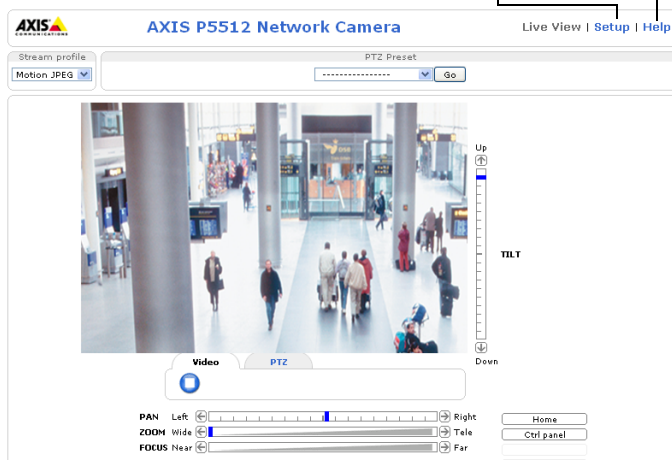 AXIS
COMMUNICATIONS
AXIS P5512 Network Camera
Live View | Setup | Help
Stream profile
PTZ Preset
Motion JPEG
----------------
Go
Up
TILT
Down
Video
PTZ
PAN Left
Right
Home
ZOOM Wide
Tele
Ctrl panel
FOCUS Near
Far